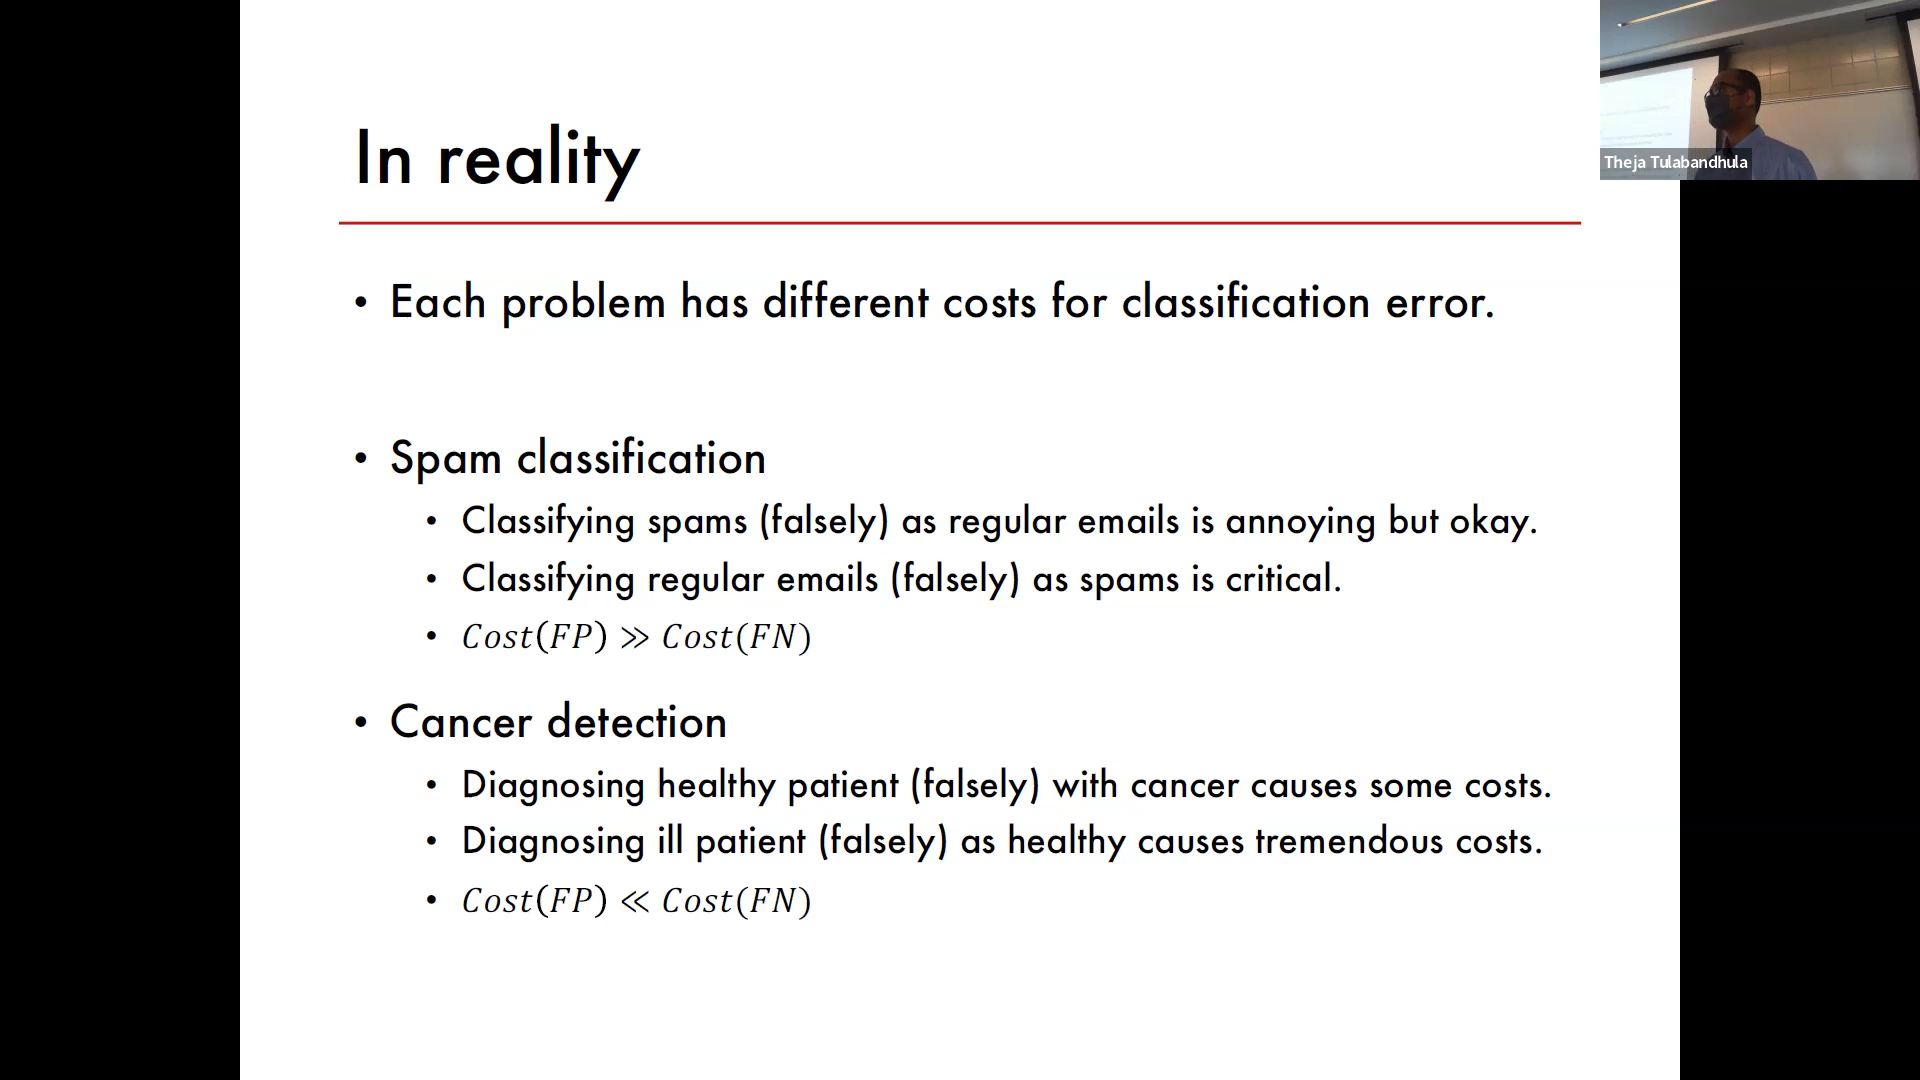 In reality
• Each problem has different costs for classification error.
• Spam classification
• Classifying spams (falsely) as regular emails is annoying but okay.
• Classifying regular emails (falsely) as spams is critical.
• Cost(FP) ≫ Cost(FN)
• Cancer detection
• Diagnosing healthy patient (falsely) with cancer causes some costs.
• Diagnosing ill patient (falsely) as healthy causes tremendous costs.
• Cost(FP) ≪ Cost(FN)
Theja Tulabandhula